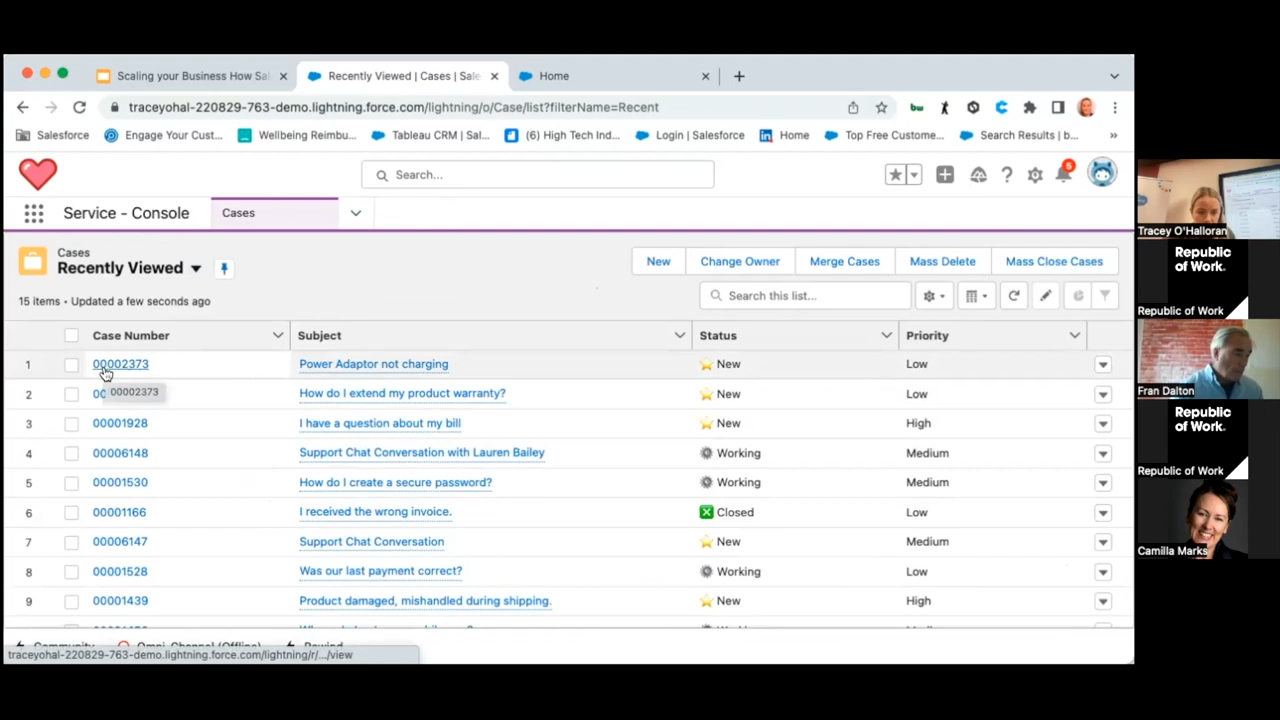 Scaling your Business How Sal
Recently Viewed | Cases | Sale
Home
traceyohal-220829-763-demo.lightning.force.com/lightning/o/Case/list?filterName=Recent
Salesforce
Engage Your Cust...
Wellbeing Reimbu...
Tableau CRM | Sal...
(6) High Tech Ind...
Login | Salesforce
Home
Top Free Custome...
Search Results | b...
Search...
5
Service - Console
Cases
Cases
Recently Viewed
New
Change Owner
Merge Cases
Mass Delete
Mass Close Cases
15 items • Updated a few seconds ago
Search this list...
Case Number Subject Status Priority
1 00002373 Power Adaptor not charging New Low
00002373
2 00 How do I extend my product warranty? New Low
3 00001928 I have a question about my bill New High
4 00006148 Support Chat Conversation with Lauren Bailey Working Medium
5 00001530 How do I create a secure password? Working Medium
6 00001166 I received the wrong invoice. Closed Low
7 00006147 Support Chat Conversation New Medium
8 00001528 Was our last payment correct? Working Low
9 00001439 Product damaged, mishandled during shipping. New High
Community Omni-Channel (Offline) Rewind
traceyohal-220829-763-demo.lightning.force.com/lightning/r/.../view
Tracey O'Halloran
Republic
of Work.
Republic of Work
Fran Dalton
Republic
of Work.
Republic of Work
Camilla Marks